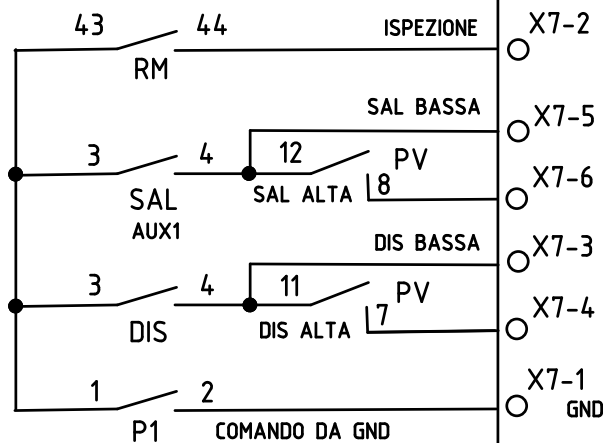 43 44 ISPEZIONE X7-2
RM
SAL BASSA X7-5
3 4 12 PV X7-6
SAL SAL ALTA 8
AUX1
DIS BASSA X7-3
3 4 11 PV X7-4
DIS DIS ALTA 7
1 2 X7-1
GND
P1 COMANDO DA GND